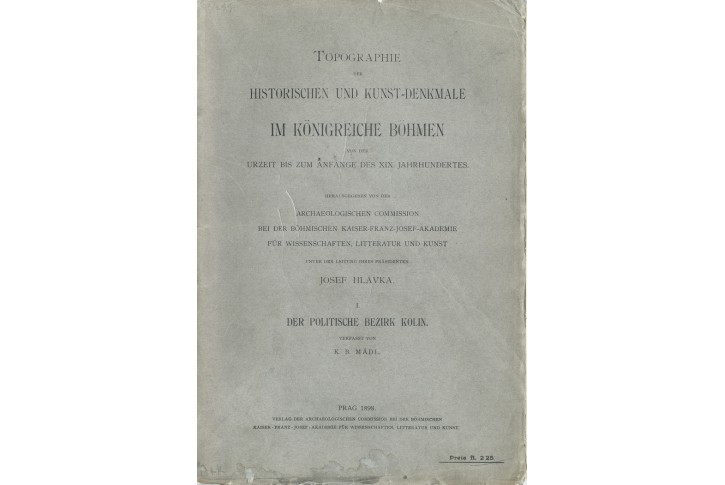 TOPOGRAPHIE
DER
HISTORISCHEN UND KUNST-DENKMALE
IM KÖNIGREICHE BÖHMEN
VON DER
URZEIT BIS ZUM ANFANGE DES XIX. JAHRHUNDERTES.
HERAUSGEGEBEN VON DER
ARCHAEOLOGISCHEN COMMISSION
BEI DER BÖHMISCHEN KAISER-FRANZ-JOSEF-AKADEMIE
FÜR WISSENSCHAFTEN, LITTERATUR UND KUNST
UNTER DER LEITUNG IHRES PRÄSIDENTEN
JOSEF HLÁVKA.
I.
DER POLITISCHE BEZIRK KOLIN.
VERFASST VON
K. B. MÁDL.
PRAG 1898.
VERLAG DER ARCHAEOLOGISCHEN COMMISSION BEI DER BÖHMISCHEN
KAISER-FRANZ-JOSEF-AKADEMIE FÜR WISSENSCHAFTEN, LITTERATUR UND KUNST.
Preis fl. 2·25.